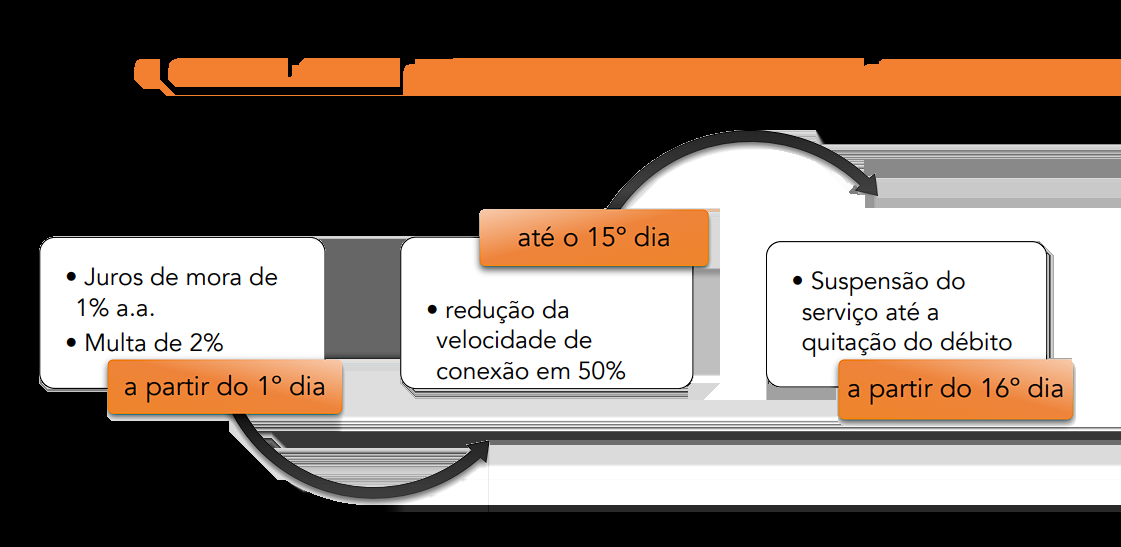 • Juros de mora de
1% a.a.
• Multa de 2%
a partir do 1º dia
até o 15º dia
• redução da
velocidade de
conexão em 50%
• Suspensão do
serviço até a
quitação do débito
a partir do 16º dia